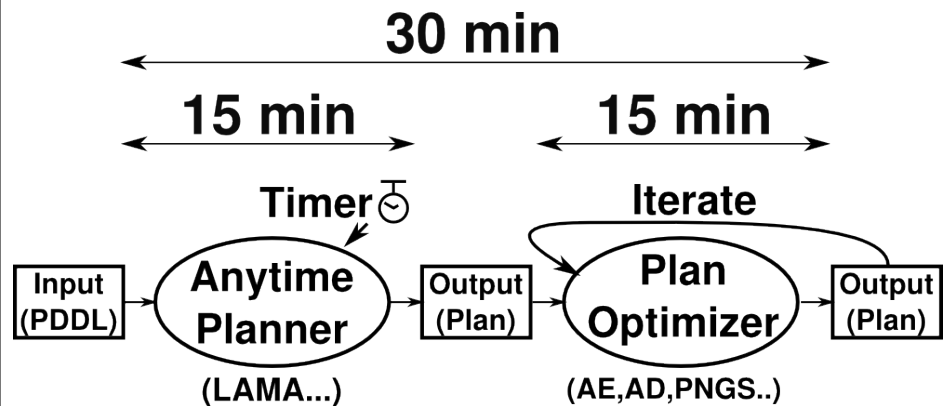 30 min
15 min
15 min
Timer
Iterate
Input
(PDDL)
Anytime
Planner
Output
(Plan)
Plan
Optimizer
Output
(Plan)
(LAMA...)
(AE,AD,PNGS..)